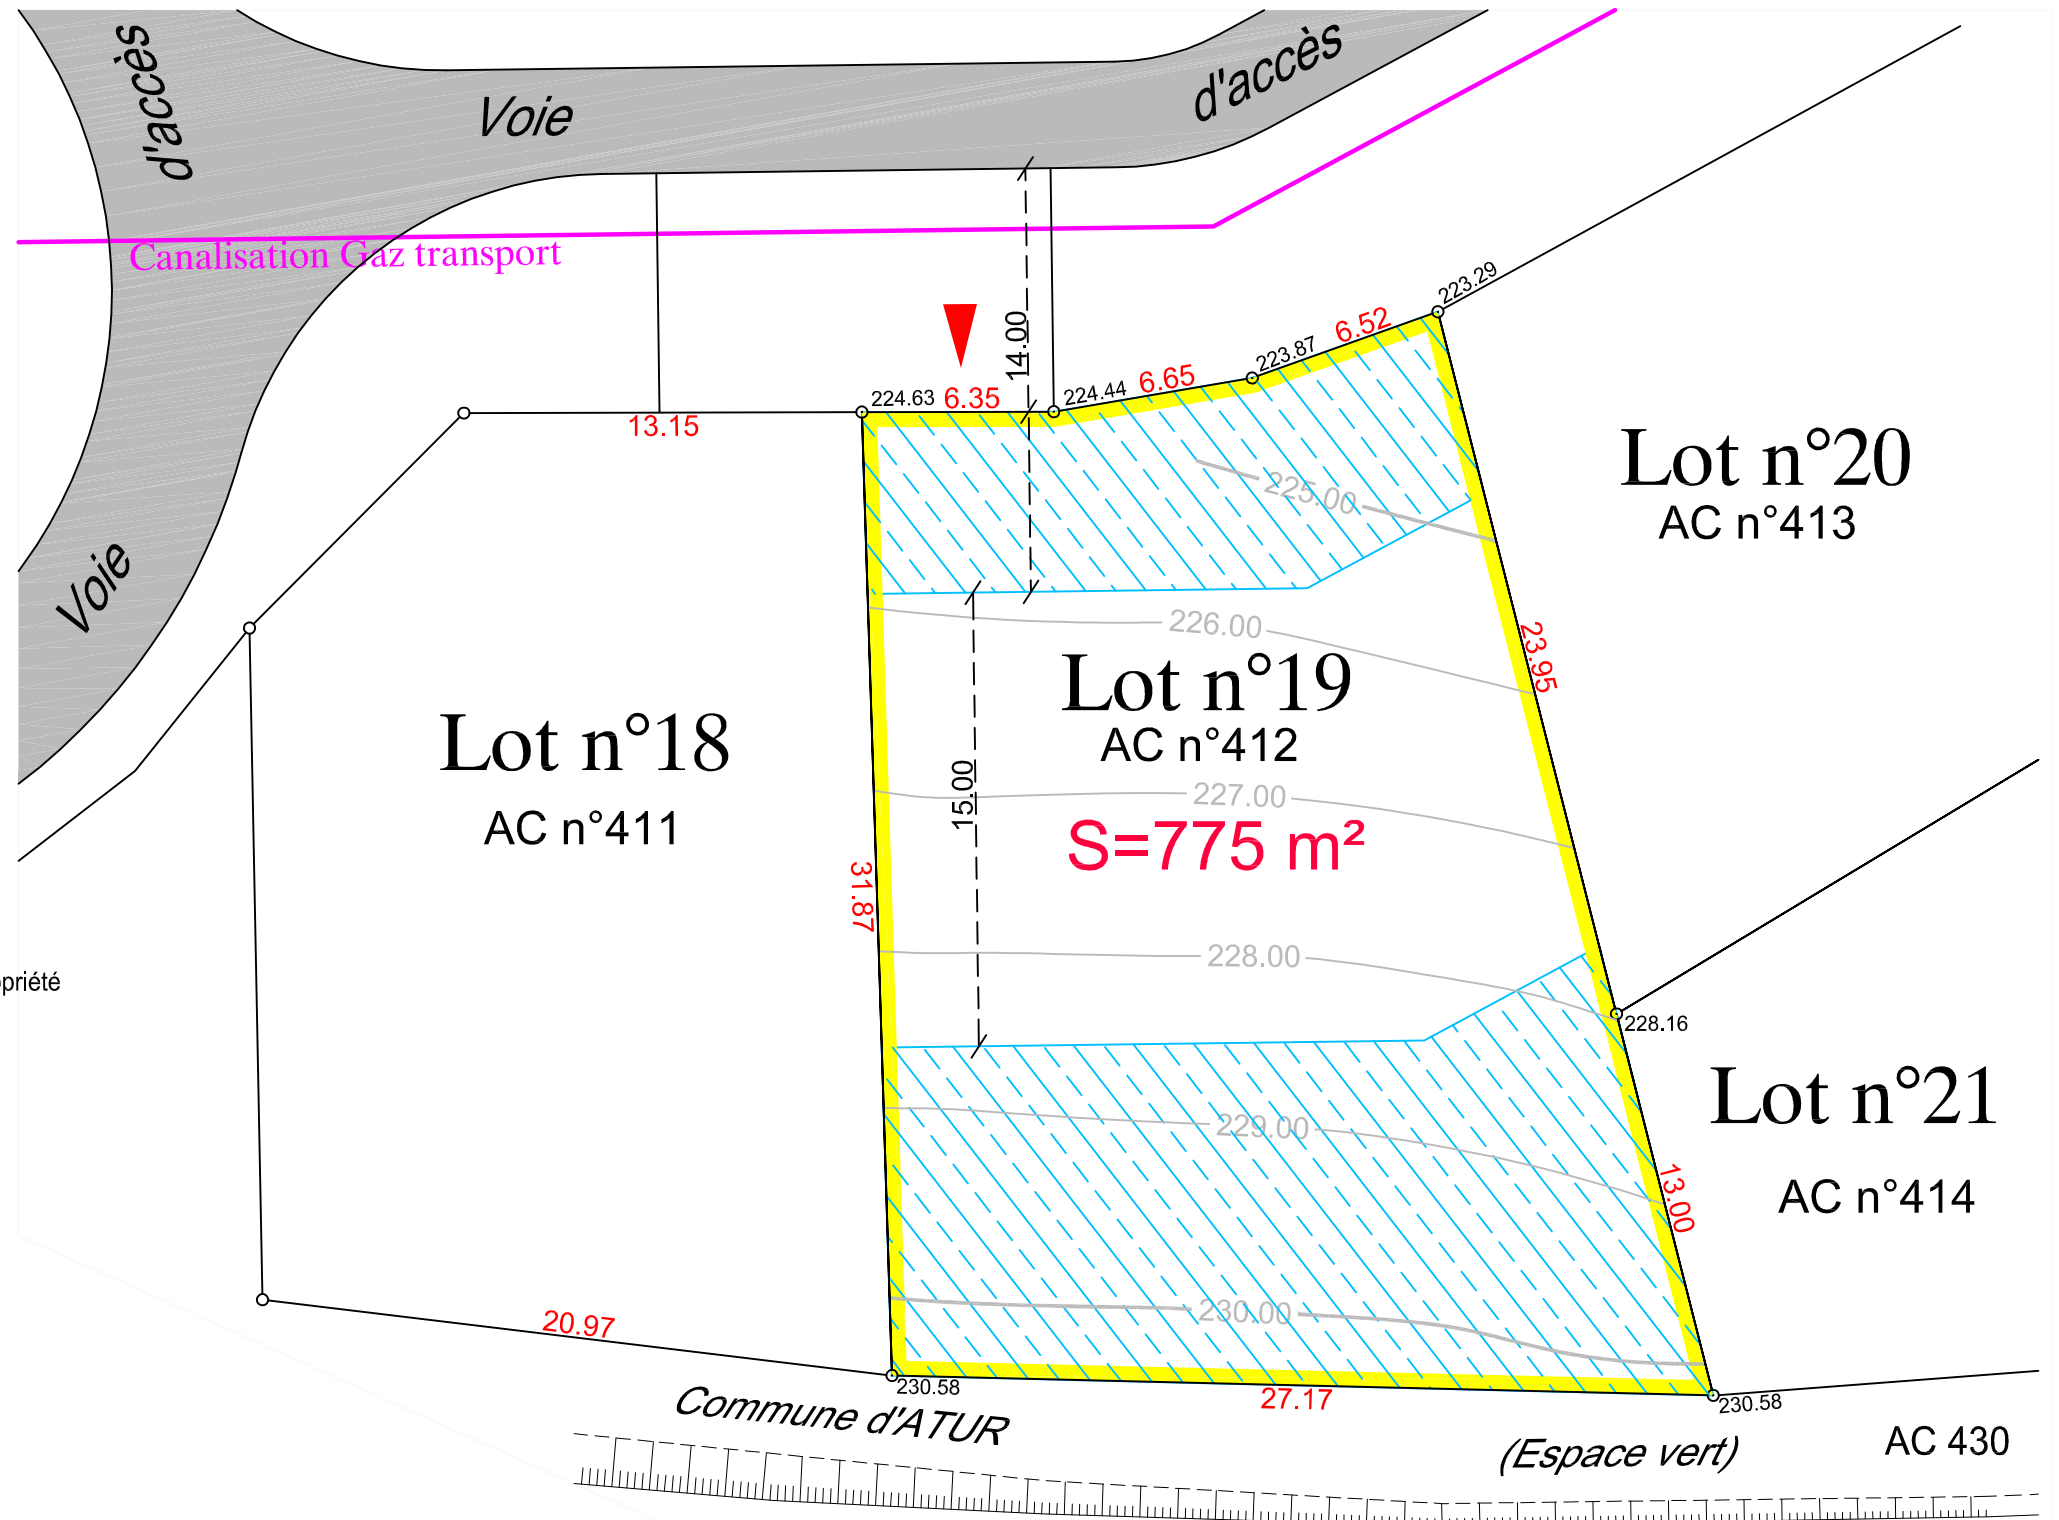 d'accès
Voie
d'accès
Canalisation Gaz transport
223.29
6.52
223.87
14.00
6.65
224.44
224.63
6.35
13.15
225.00
Lot n°20
AC n°413
Voie
226.00
23.95
Lot n°19
AC n°412
Lot n°18
AC n°411
227.00
15.00
S=775 m²
31.87
228.00
priété
228.16
Lot n°21
AC n°414
229.00
13.00
230.00
20.97
230.58
27.17
230.58
Commune d'ATUR
(Espace vert)
AC 430